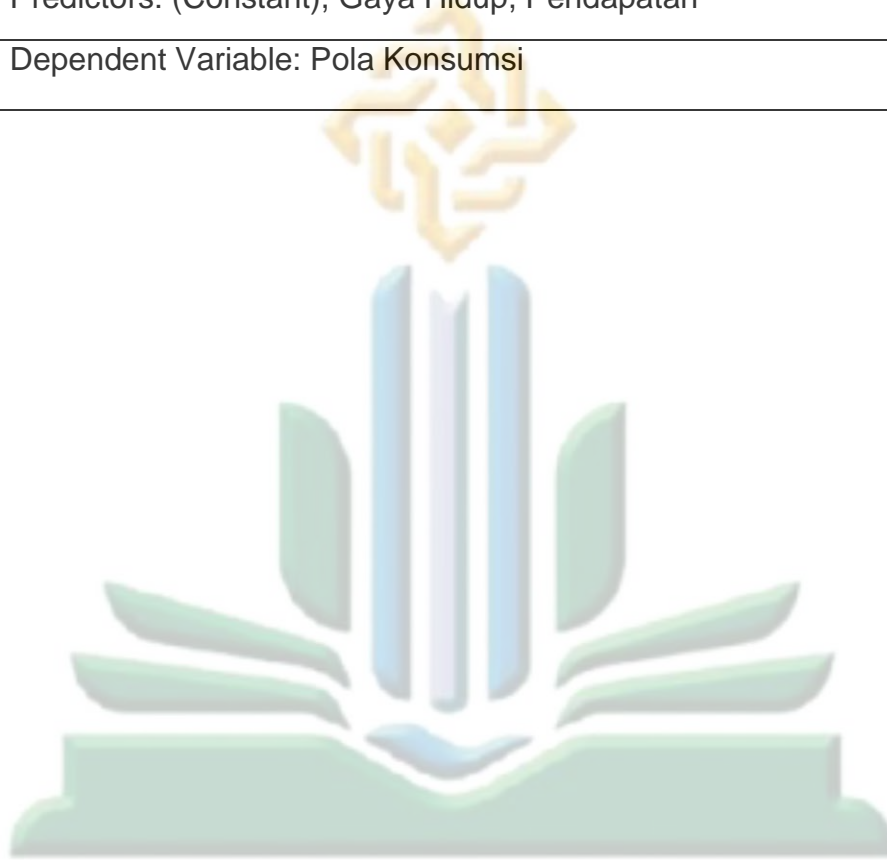 Predictors: (Constant), Gaya Hidup, Pendapatan
Dependent Variable: Pola Konsumsi